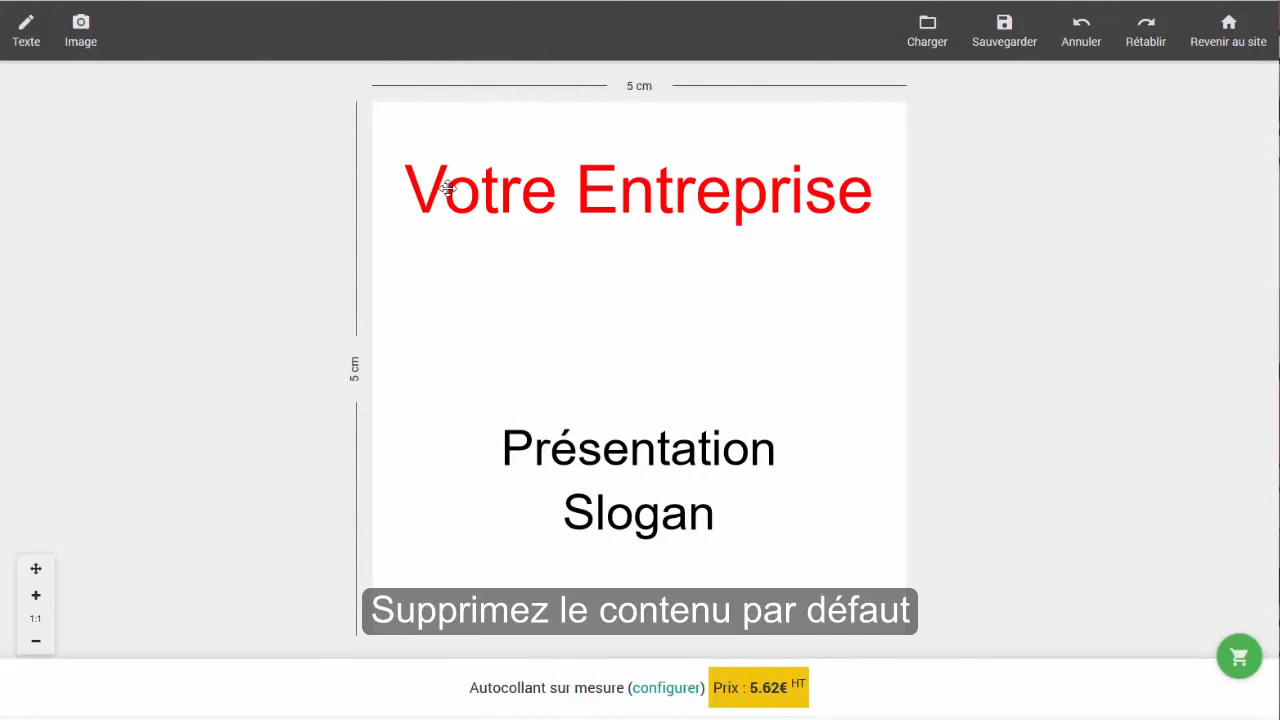 Texte
Image
Charger
Sauvegarder
Annuler
Rétablir
Revenir au site
5 cm
5 cm
Votre Entreprise
Présentation
Slogan
Supprimez le contenu par défaut
1:1
Autocollant sur mesure (configurer) Prix : 5.62€ HT